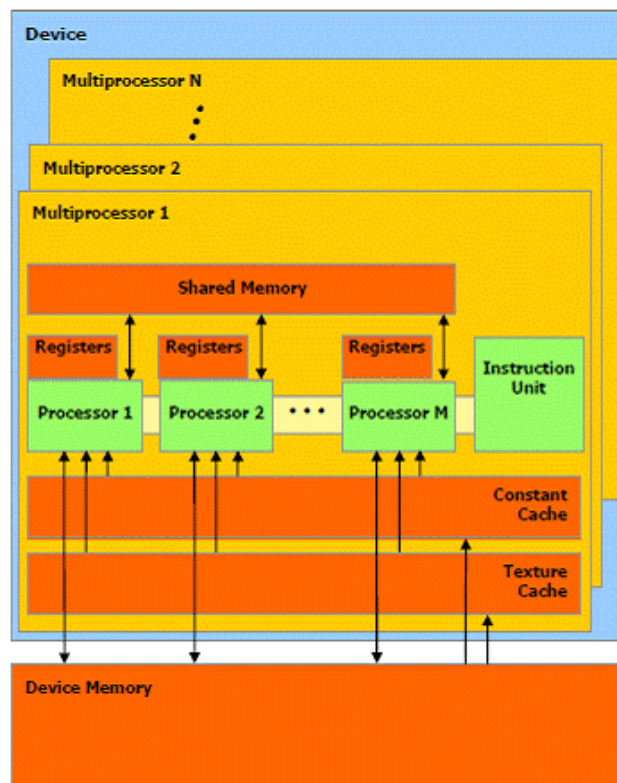 Device
Multiprocessor N
Multiprocessor 2
Multiprocessor 1
Shared Memory
Registers
Registers
Registers
Instruction
Unit
Processor 1
Processor 2
• • •
Processor M
Constant
Cache
Texture
Cache
Device Memory